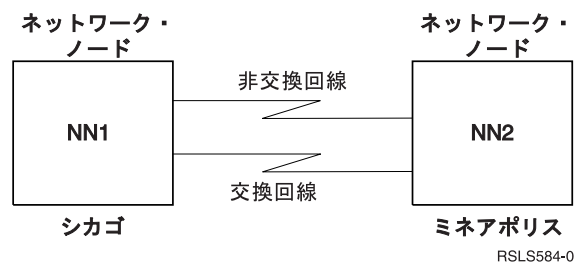 ネットワーク・
ノード
ネットワーク・
ノード
非交換回線
NN1
NN2
交換回線
シカゴ
ミネアポリス
RSLS584-0